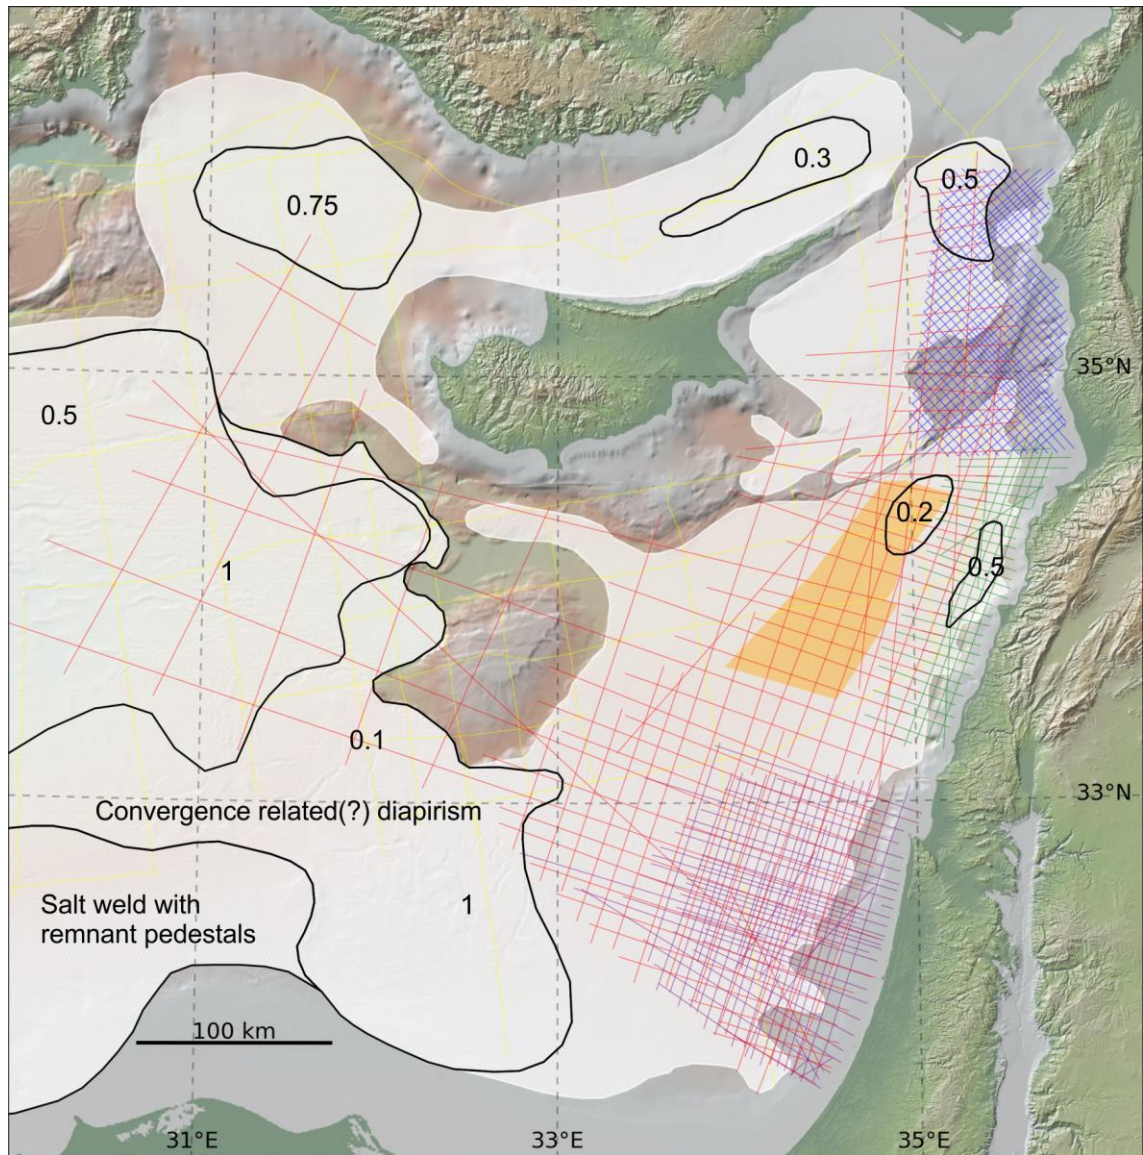 0.3
0.5
0.75
35°N
0.5
0.2
1
0.5
0.1
33°N
Convergence related(?) diapirism
1
Salt weld with
remnant pedestals
100 km
31°E
33°E
35°E